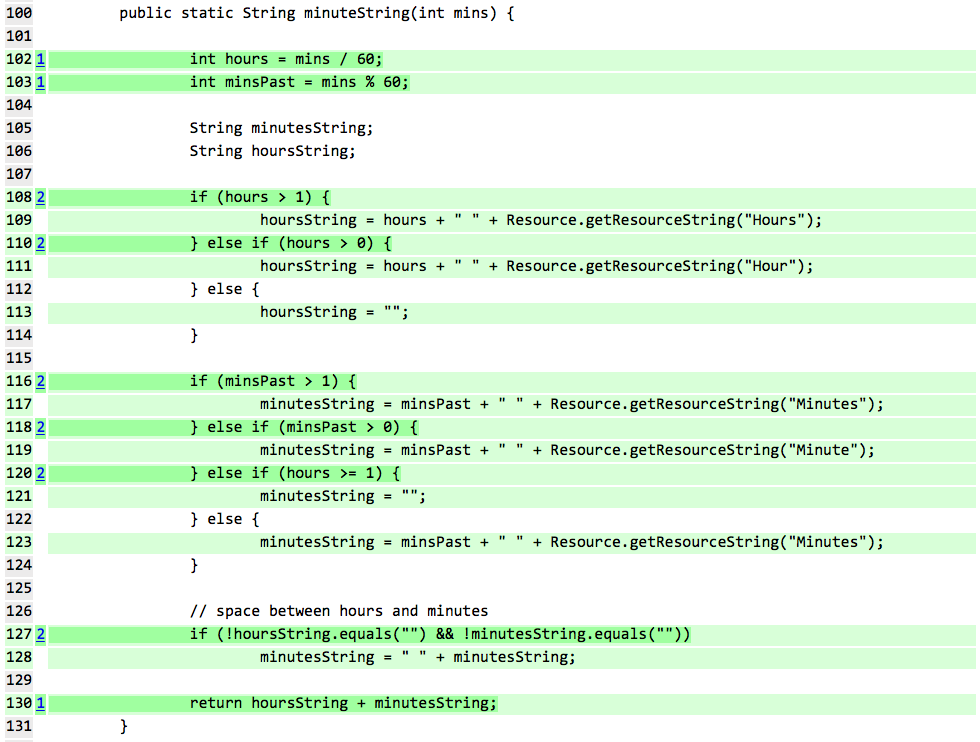 100 public static String minuteString(int mins) {
101
102 1 int hours = mins / 60;
103 1 int minsPast = mins % 60;
104
105 String minutesString;
106 String hoursString;
107
108 2 if (hours > 1) {
109 hoursString = hours + " " + Resource.getResourceString("Hours");
110 2 } else if (hours > 0) {
111 hoursString = hours + " " + Resource.getResourceString("Hour");
112 } else {
113 hoursString = "";
114 }
115
116 2 if (minsPast > 1) {
117 minutesString = minsPast + " " + Resource.getResourceString("Minutes");
118 2 } else if (minsPast > 0) {
119 minutesString = minsPast + " " + Resource.getResourceString("Minute");
120 2 } else if (hours >= 1) {
121 minutesString = "";
122 } else {
123 minutesString = minsPast + " " + Resource.getResourceString("Minutes");
124 }
125
126 // space between hours and minutes
127 2 if (!hoursString.equals("") && !minutesString.equals(""))
128 minutesString = " " + minutesString;
129
130 1 return hoursString + minutesString;
131 }